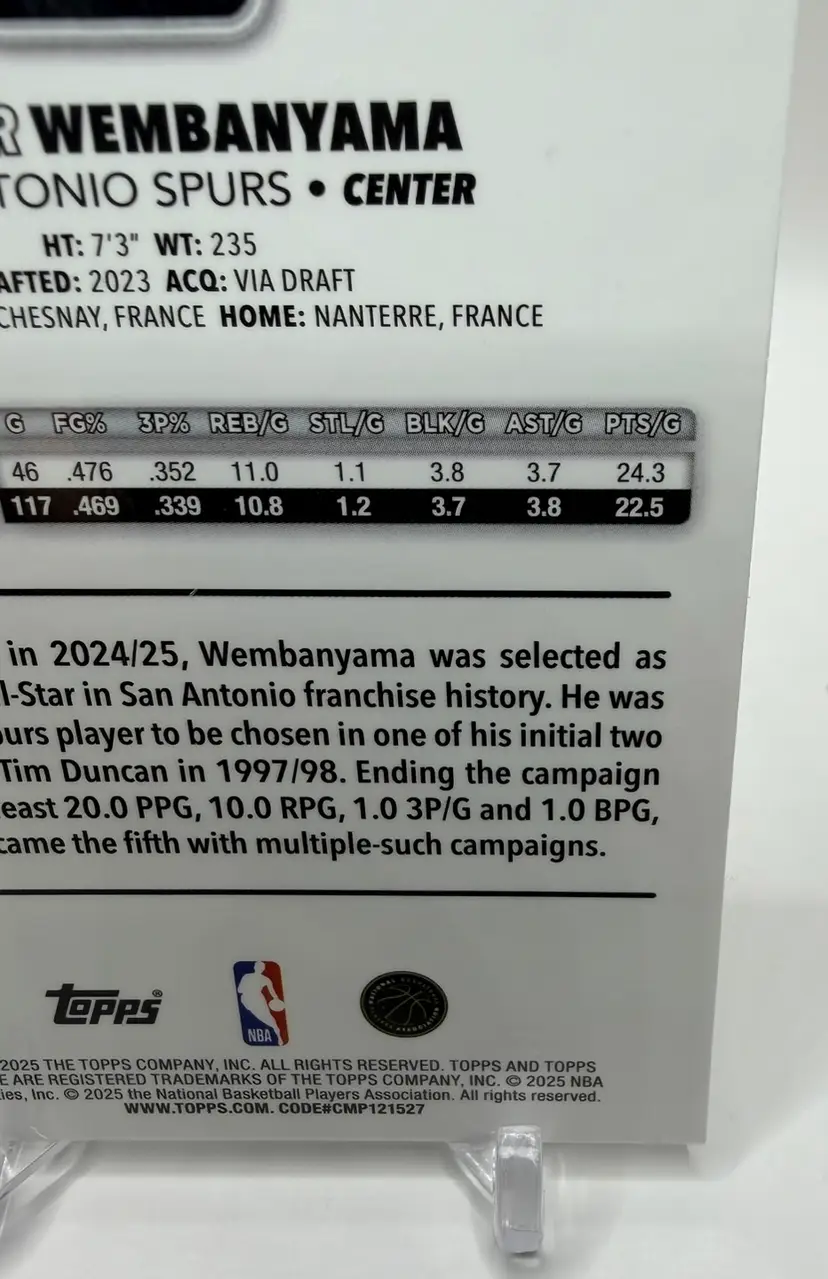 R WEMBANYAMA
TONIO SPURS • CENTER
HT: 7'3" WT: 235
AFTED: 2023 ACQ: VIA DRAFT
CHESNAY, FRANCE HOME: NANTERRE, FRANCE
G FG% 3P% REB/G STL/G BLK/G AST/G PTS/G
46 .476 .352 11.0 1.1 3.8 3.7 24.3
117 .469 .339 10.8 1.2 3.7 3.8 22.5
in 2024/25, Wembanyama was selected as
l-Star in San Antonio franchise history. He was
urs player to be chosen in one of his initial two
Tim Duncan in 1997/98. Ending the campaign
east 20.0 PPG, 10.0 RPG, 1.0 3P/G and 1.0 BPG,
came the fifth with multiple-such campaigns.
Topps®
NBA
2025 THE TOPPS COMPANY, INC. ALL RIGHTS RESERVED. TOPPS AND TOPPS
E ARE REGISTERED TRADEMARKS OF THE TOPPS COMPANY, INC. © 2025 NBA
ies, Inc. © 2025 the National Basketball Players Association. All rights reserved.
WWW.TOPPS.COM. CODE#CMP121527